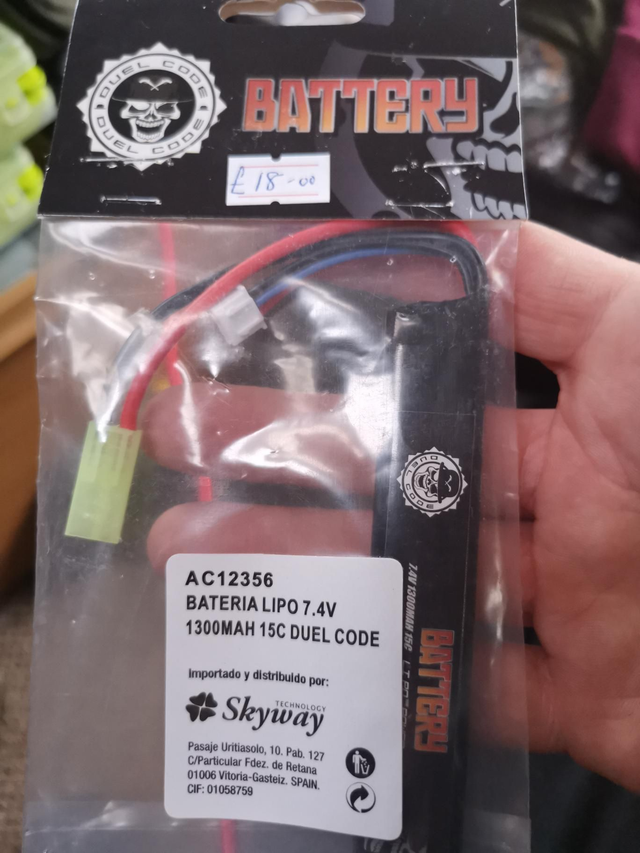 DUEL CODE
DUEL CODE
BATTERY
£ 18-00
DUEL CODE
DUEL CODE
7.4V 1300MAH 15C
BATTERY
AC12356
BATERIA LIPO 7.4V
1300MAH 15C DUEL CODE
Importado y distribuido por:
Skyway
TECHNOLOGY
Pasaje Uritiasolo, 10. Pab. 127
C/Particular Fdez. de Retana
01006 Vitoria-Gasteiz. SPAIN.
CIF: 01058759